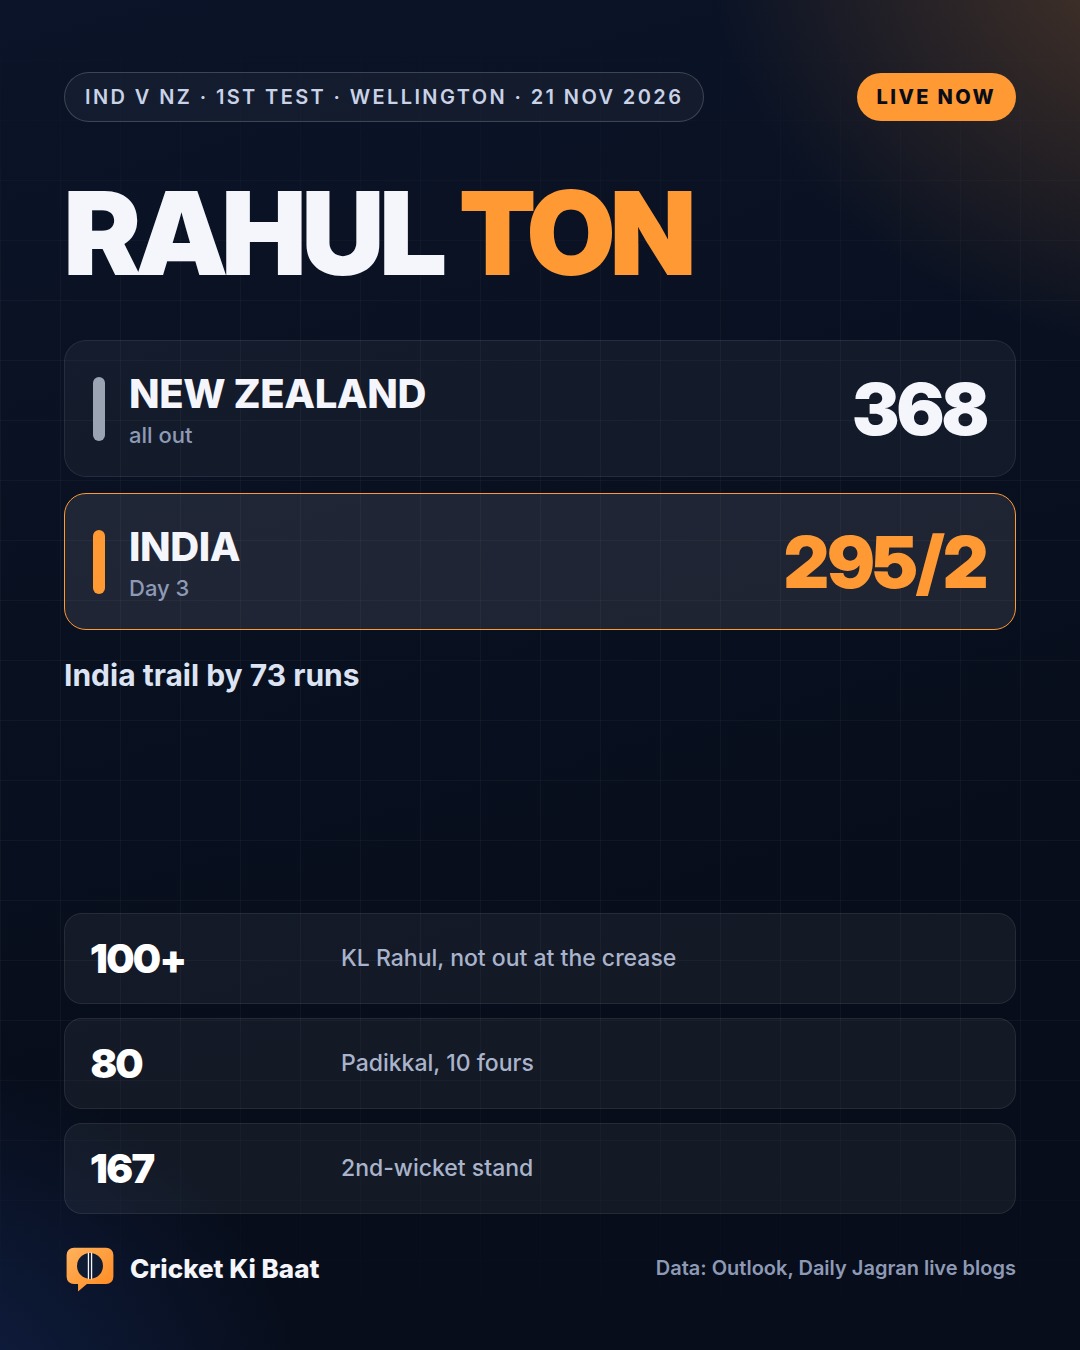 IND V NZ · 1ST TEST · WELLINGTON · 21 NOV 2026
LIVE NOW
RAHUL TON
NEW ZEALAND
all out
368
INDIA
Day 3
295/2
India trail by 73 runs
100+
KL Rahul, not out at the crease
80
Padikkal, 10 fours
167
2nd-wicket stand
Cricket Ki Baat
Data: Outlook, Daily Jagran live blogs